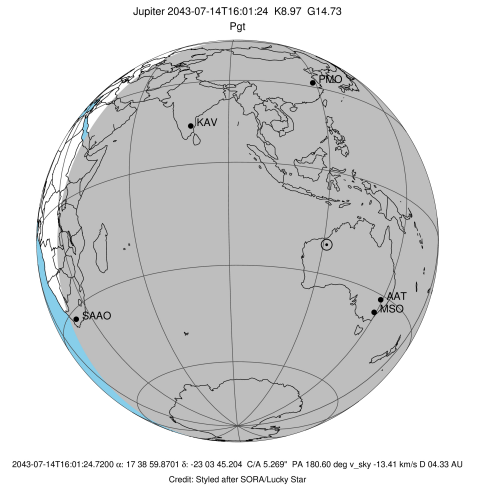 Jupiter 2043-07-14T16:01:24 K8.97 G14.73
Pgt
PMO
KAV
AAT
MSO
SAAO
2043-07-14T16:01:24.7200 α: 17 38 59.8701 δ: -23 03 45.204 C/A 5.269" PA 180.60 deg v_sky -13.41 km/s D 04.33 AU
Credit: Styled after SORA/Lucky Star